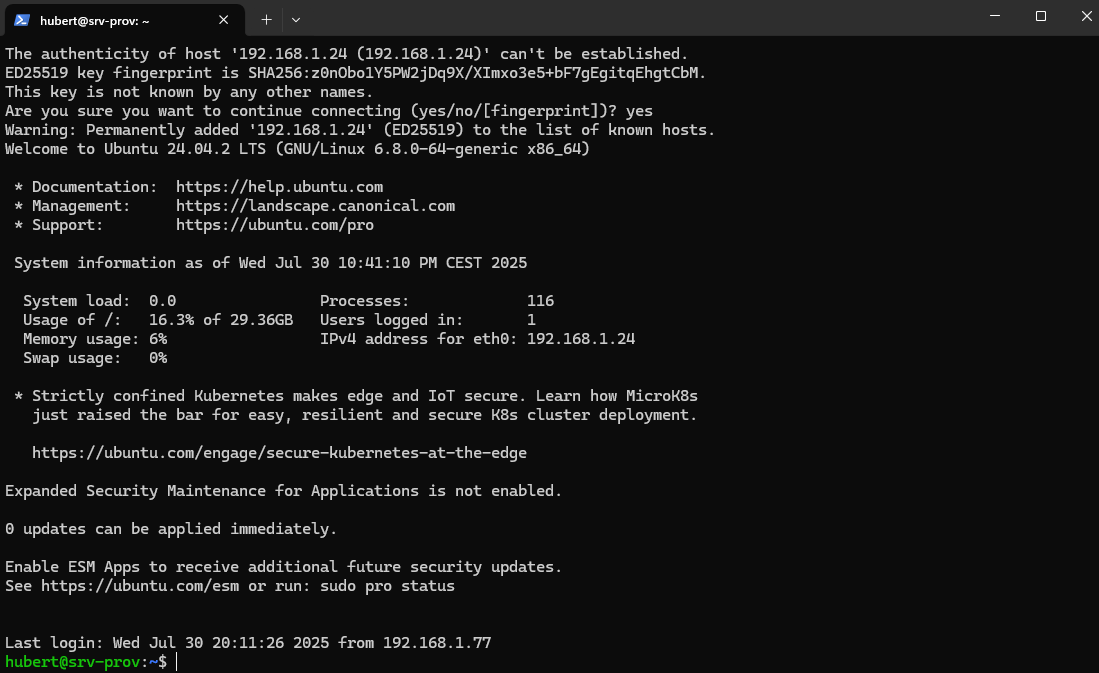 hubert@srv-prov: ~
The authenticity of host '192.168.1.24 (192.168.1.24)' can't be established.
ED25519 key fingerprint is SHA256:z0nObo1Y5PW2jDq9X/XImxo3e5+bF7gEgitqEhgtCbM.
This key is not known by any other names.
Are you sure you want to continue connecting (yes/no/[fingerprint])? yes
Warning: Permanently added '192.168.1.24' (ED25519) to the list of known hosts.
Welcome to Ubuntu 24.04.2 LTS (GNU/Linux 6.8.0-64-generic x86_64)

 * Documentation:  https://help.ubuntu.com
 * Management:     https://landscape.canonical.com
 * Support:        https://ubuntu.com/pro

 System information as of Wed Jul 30 10:41:10 PM CEST 2025

  System load:  0.0                Processes:             116
  Usage of /:   16.3% of 29.36GB   Users logged in:       1
  Memory usage: 6%                 IPv4 address for eth0: 192.168.1.24
  Swap usage:   0%

 * Strictly confined Kubernetes makes edge and IoT secure. Learn how MicroK8s
   just raised the bar for easy, resilient and secure K8s cluster deployment.

   https://ubuntu.com/engage/secure-kubernetes-at-the-edge

Expanded Security Maintenance for Applications is not enabled.

0 updates can be applied immediately.

Enable ESM Apps to receive additional future security updates.
See https://ubuntu.com/esm or run: sudo pro status


Last login: Wed Jul 30 20:11:26 2025 from 192.168.1.77
hubert@srv-prov:~$